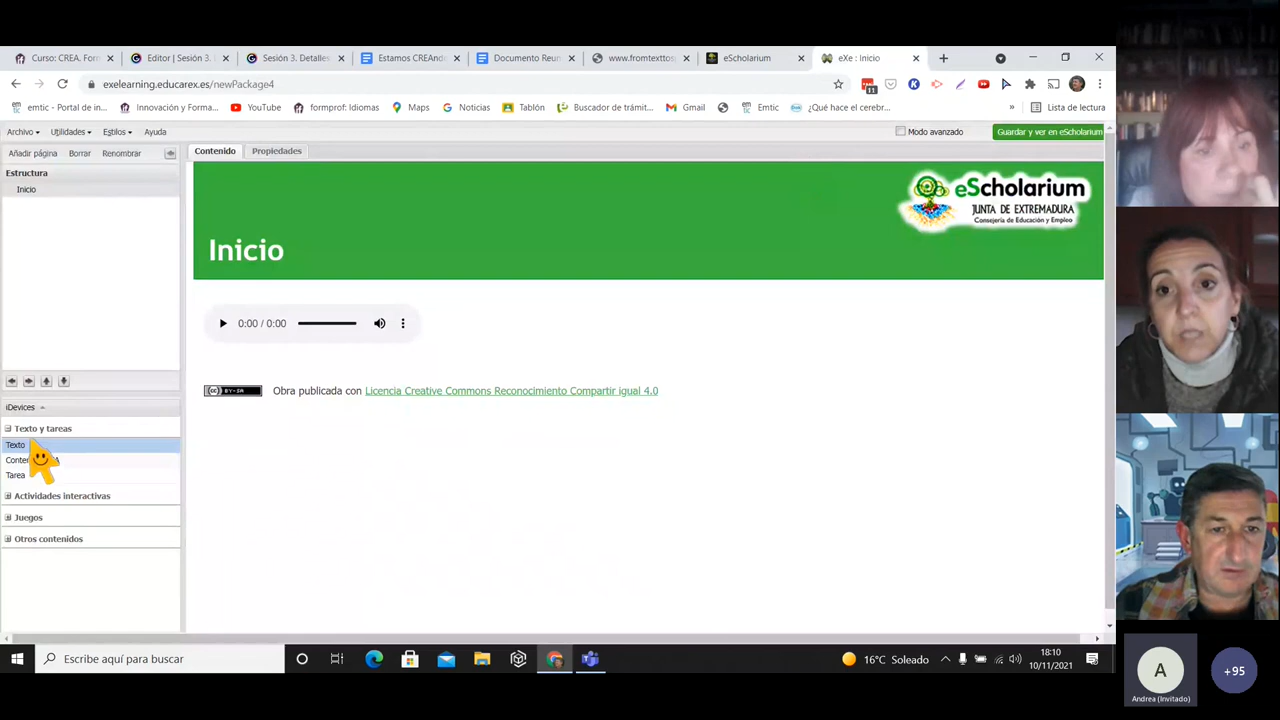 Curso: CREA. Form
Editor | Sesión 3. D
Sesión 3. Detalles
Estamos CREAnd
Documento Reun
www.fromtexttos
eScholarium
eXe : Inicio
exelearning.educarex.es/newPackage4
11
emtic - Portal de in...
Innovación y Forma...
YouTube
formprof: Idiomas
Maps
Noticias
Tablón
Buscador de trámit...
Gmail
Emtic
¿Qué hace el cerebr...
»
Lista de lectura
Archivo
Utilidades
Estilos
Ayuda
Modo avanzado
Guardar y ver en eScholarium
Añadir página
Borrar
Renombrar
Contenido
Propiedades
Estructura
Inicio
eScholarium
JUNTA DE EXTREMADURA
Consejería de Educación y Empleo
Inicio
0:00 / 0:00
CC BY-SA
Obra publicada con Licencia Creative Commons Reconocimiento Compartir igual 4.0
iDevices
Texto y tareas
Texto
Tarea
Actividades interactivas
Juegos
Otros contenidos
Escribe aquí para buscar
16°C Soleado
18:10
10/11/2021
A
Andrea (Invitado)
+95